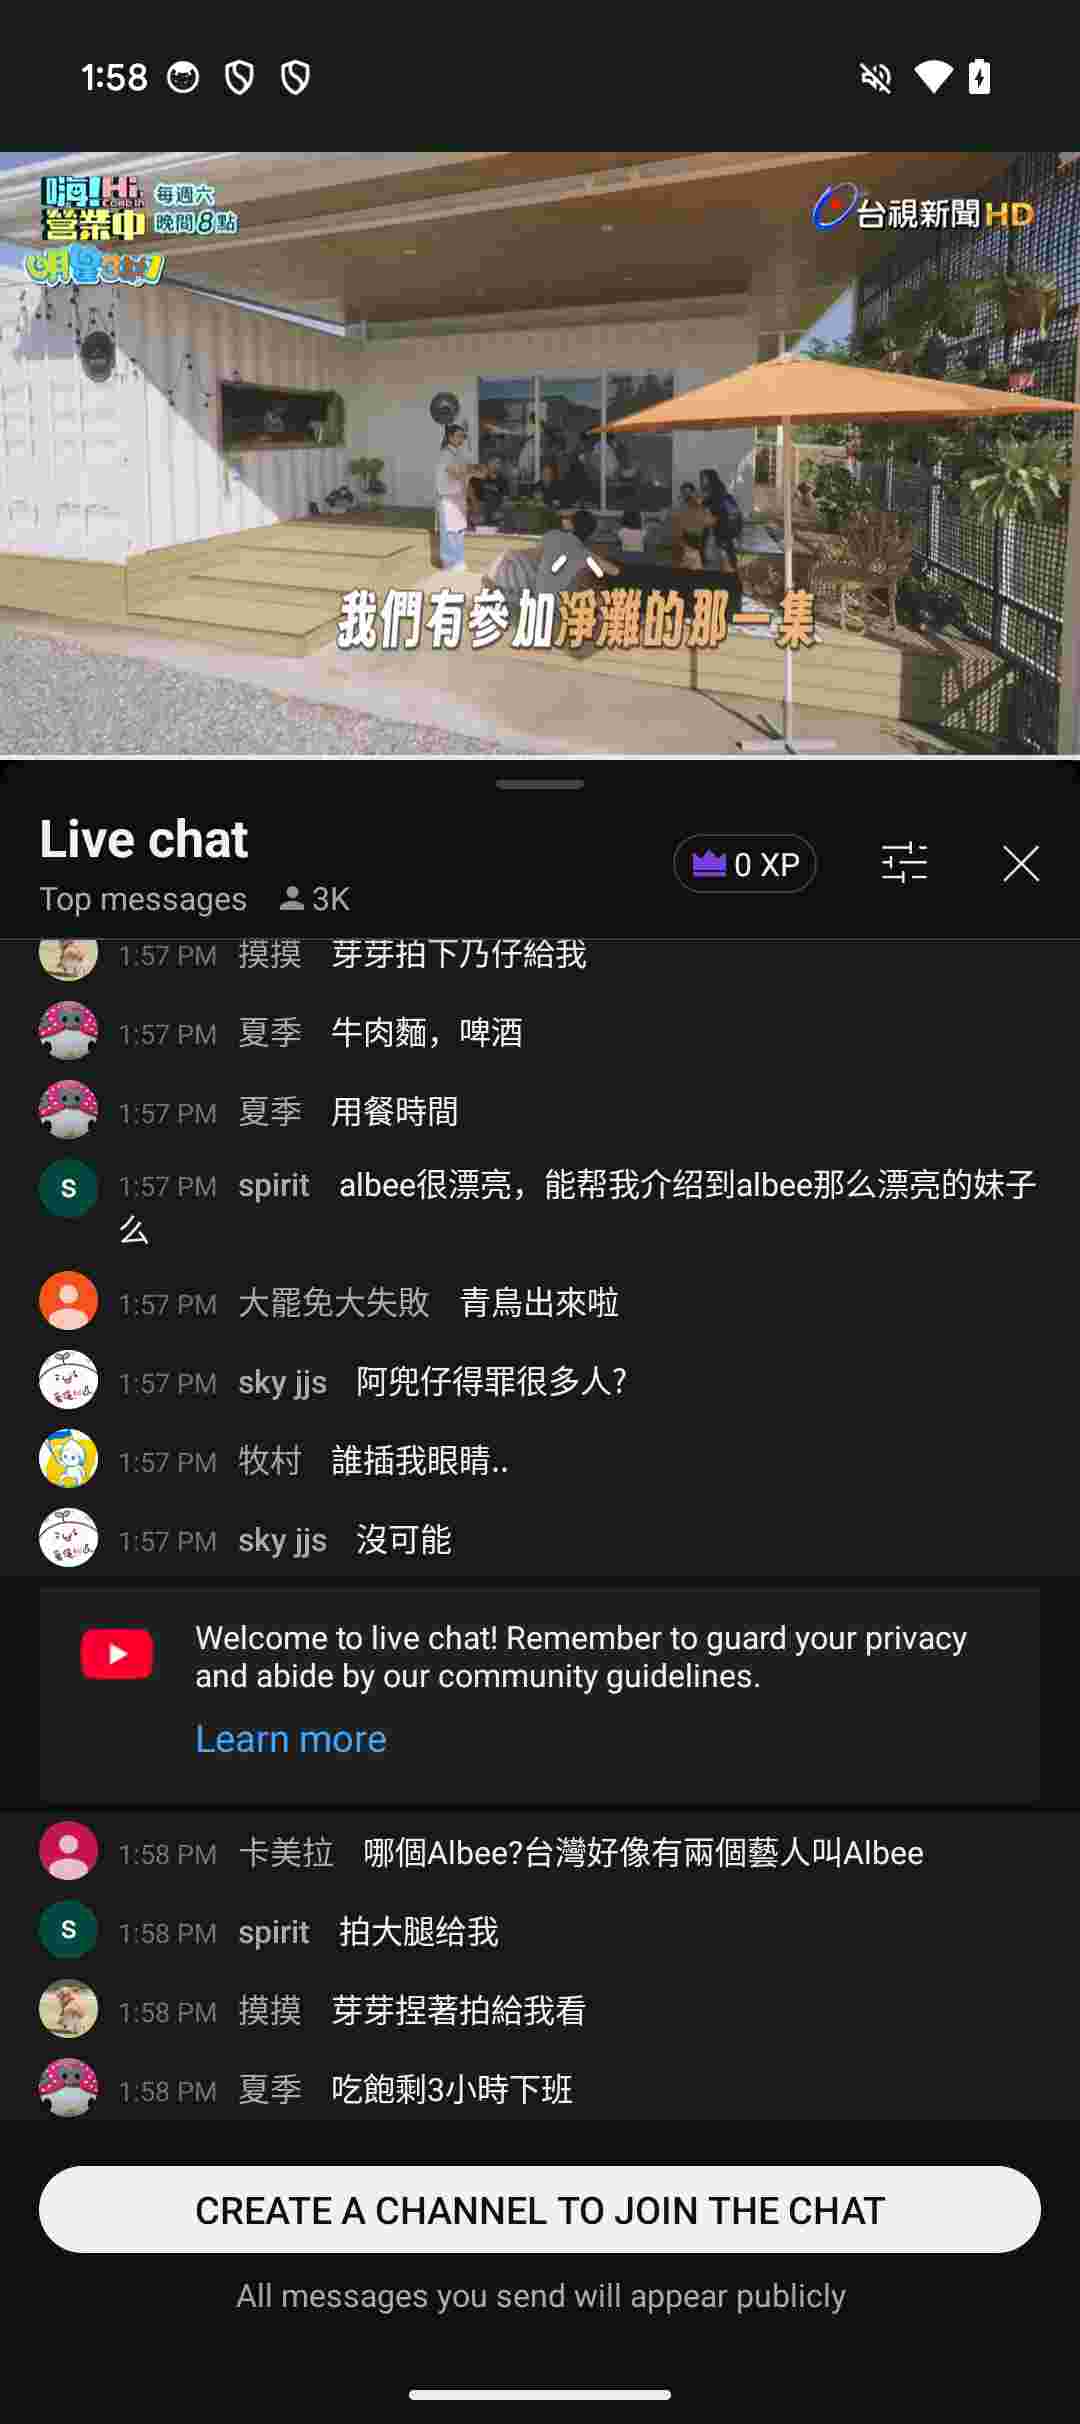 1:58
嗨!Hi,
營業中
每週六
晚間8點
台視新聞HD
我們有參加淨灘的那一集
Live chat
Top messages 3K
0 XP
1:57 PM 摸摸 芽芽拍下乃仔給我
1:57 PM 夏季 牛肉麵，啤酒
1:57 PM 夏季 用餐時間
S 1:57 PM spirit albee很漂亮，能帮我介绍到albee那么漂亮的妹子
么
1:57 PM 大罷免大失敗 青鳥出來啦
1:57 PM sky jjs 阿兜仔得罪很多人?
1:57 PM 牧村 誰插我眼睛..
1:57 PM sky jjs 沒可能
Welcome to live chat! Remember to guard your privacy
and abide by our community guidelines.
Learn more
1:58 PM 卡美拉 哪個Albee?台灣好像有兩個藝人叫Albee
S 1:58 PM spirit 拍大腿给我
1:58 PM 摸摸 芽芽捏著拍給我看
1:58 PM 夏季 吃飽剩3小時下班
CREATE A CHANNEL TO JOIN THE CHAT
All messages you send will appear publicly